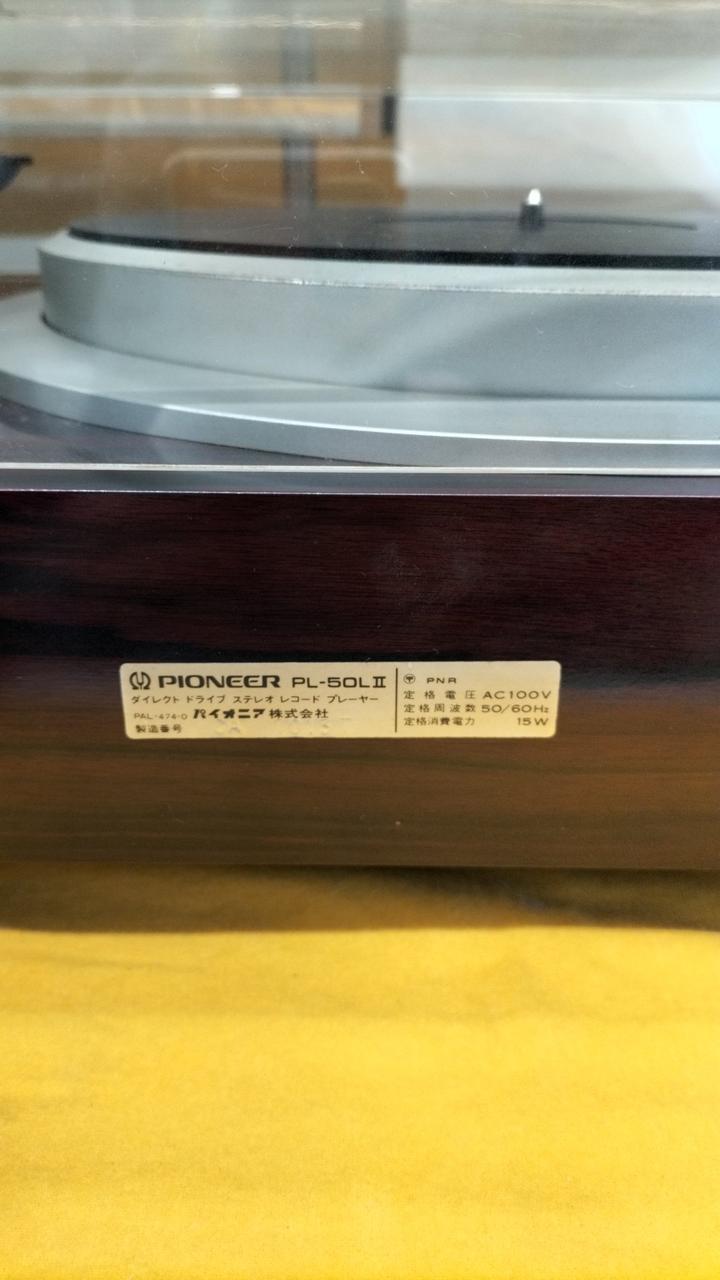 PIONEER PL-50LII
ダイレクト ドライブ ステレオ レコード プレーヤー
PAL-474-0 パイオニア株式会社
製造番号
〒 PNR
定格電圧 AC100V
定格周波数 50/60Hz
定格消費電力 15W